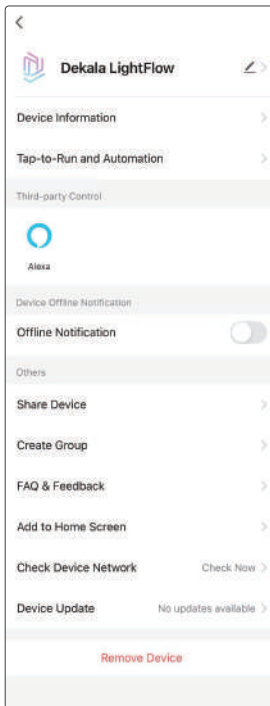 Dekala LightFlow
Device Information
Tap-to-Run and Automation
Third-party Control
Alexa
Device Offline Notification
Offline Notification
Others
Share Device
Create Group
FAQ & Feedback
Add to Home Screen
Check Device Network Check Now
Device Update No updates available
Remove Device